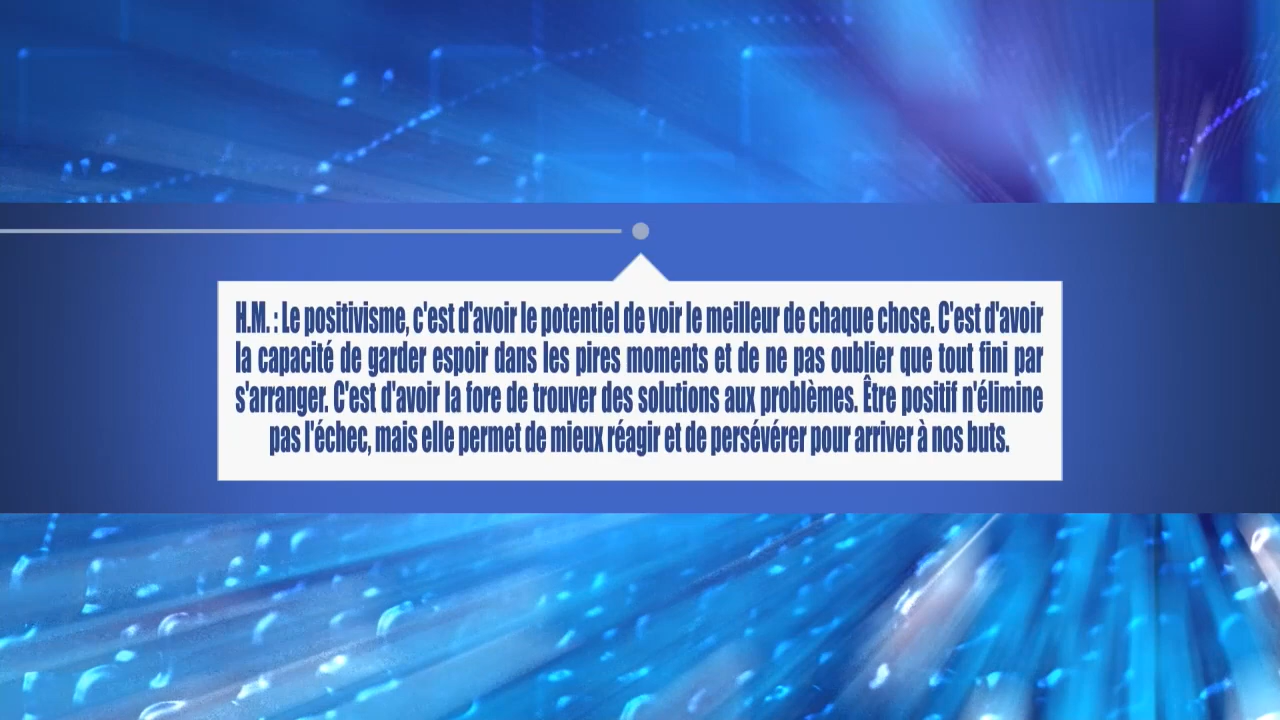 H.M. : Le positivisme, c'est d'avoir le potentiel de voir le meilleur de chaque chose. C'est d'avoir
la capacité de garder espoir dans les pires moments et de ne pas oublier que tout fini par
s'arranger. C'est d'avoir la fore de trouver des solutions aux problèmes. Être positif n'élimine
pas l'échec, mais elle permet de mieux réagir et de persévérer pour arriver à nos buts.